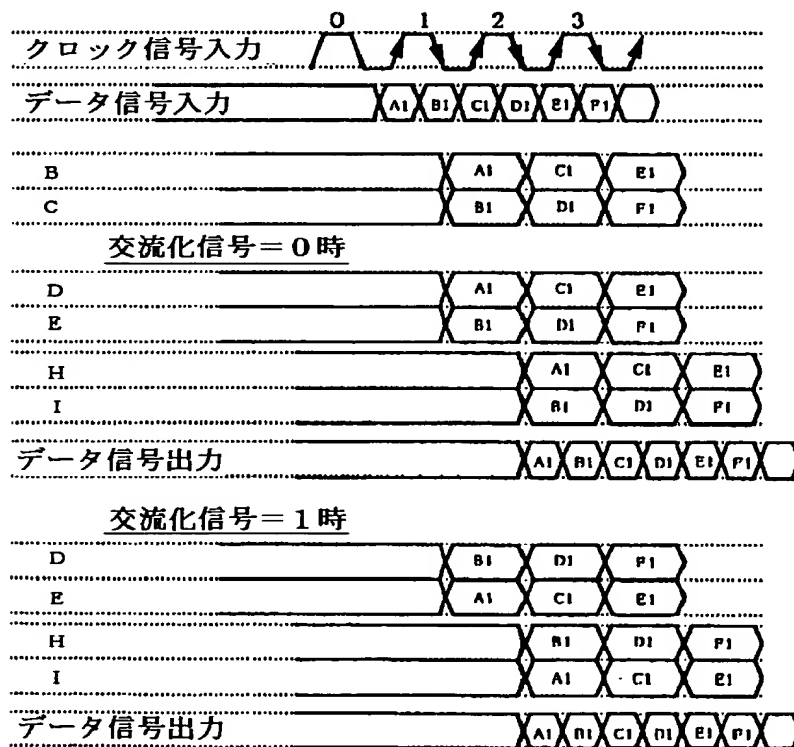 0 1 2 3
クロック信号入力
データ信号入力 A1 B1 C1 D1 E1 F1
B A1 C1 E1
C B1 D1 F1
交流化信号=0時
D A1 C1 E1
E B1 D1 F1
H A1 C1 E1
I B1 D1 F1
データ信号出力 A1 B1 C1 D1 E1 F1
交流化信号=1時
D B1 D1 F1
E A1 C1 E1
H B1 D1 F1
I A1 C1 E1
データ信号出力 A1 B1 C1 D1 E1 F1